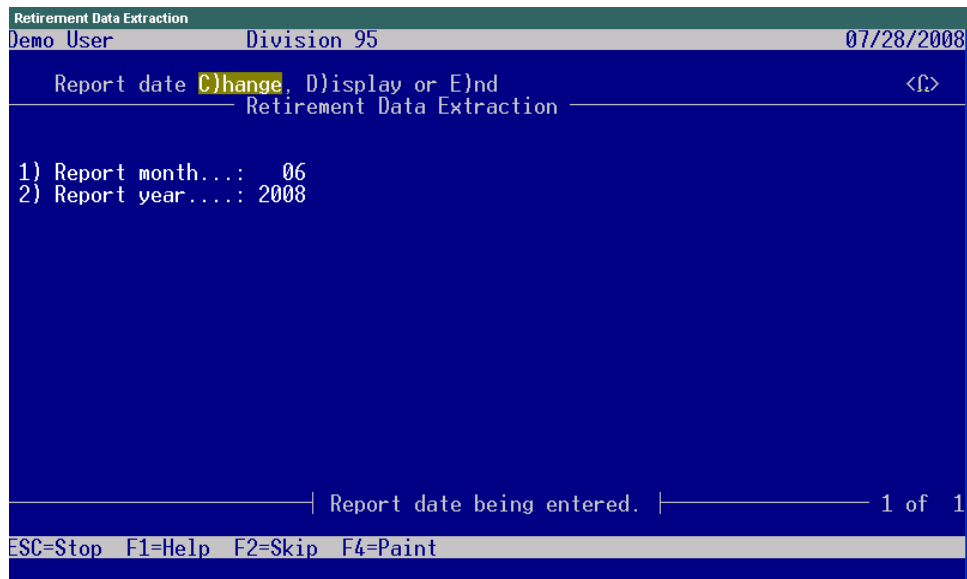 Retirement Data Extraction
Demo User Division 95 07/28/2008
Report date C)hange, D)isplay or E)nd <C>
Retirement Data Extraction
1) Report month...: 06
2) Report year....: 2008
Report date being entered. 1 of 1
ESC=Stop F1=Help F2=Skip F4=Paint